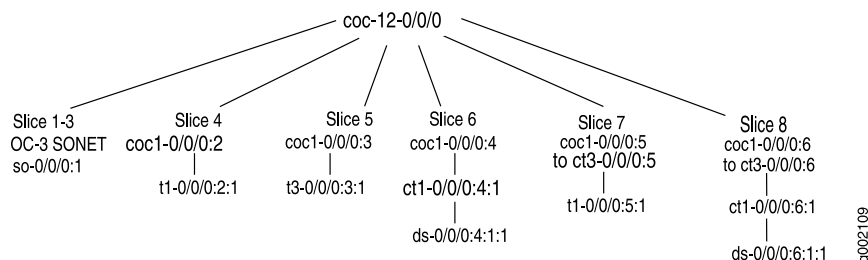 coc-12-0/0/0
Slice 1-3
OC-3 SONET
so-0/0/0:1
Slice 4
coc1-0/0/0:2
t1-0/0/0:2:1
Slice 5
coc1-0/0/0:3
t3-0/0/0:3:1
Slice 6
coc1-0/0/0:4
ct1-0/0/0:4:1
ds-0/0/0:4:1:1
Slice 7
coc1-0/0/0:5
to ct3-0/0/0:5
t1-0/0/0:5:1
Slice 8
coc1-0/0/0:6
to ct3-0/0/0:6
ct1-0/0/0:6:1
ds-0/0/0:6:1:1
g002109